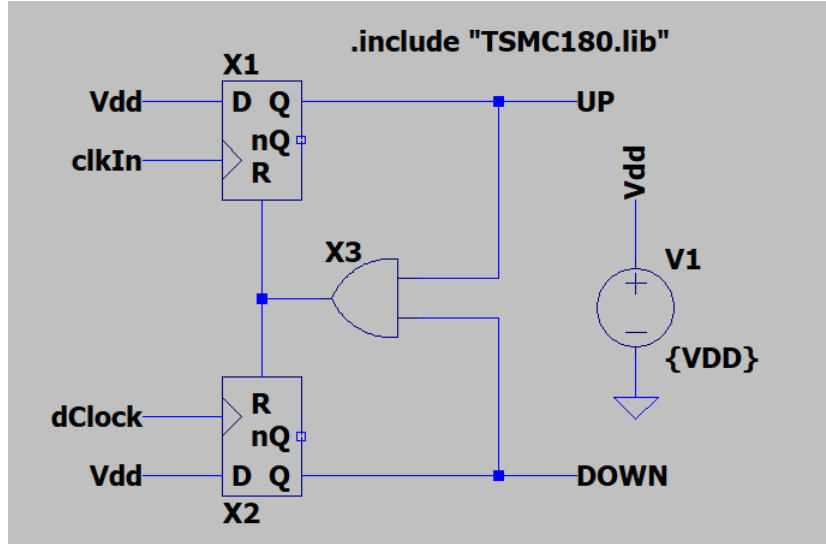 .include "TSMC180.lib"
X1
Vdd
D Q
UP
nQ
clkIn
R
Vdd
X3
V1
{VDD}
R
dClock
nQ
Vdd
D Q
DOWN
X2